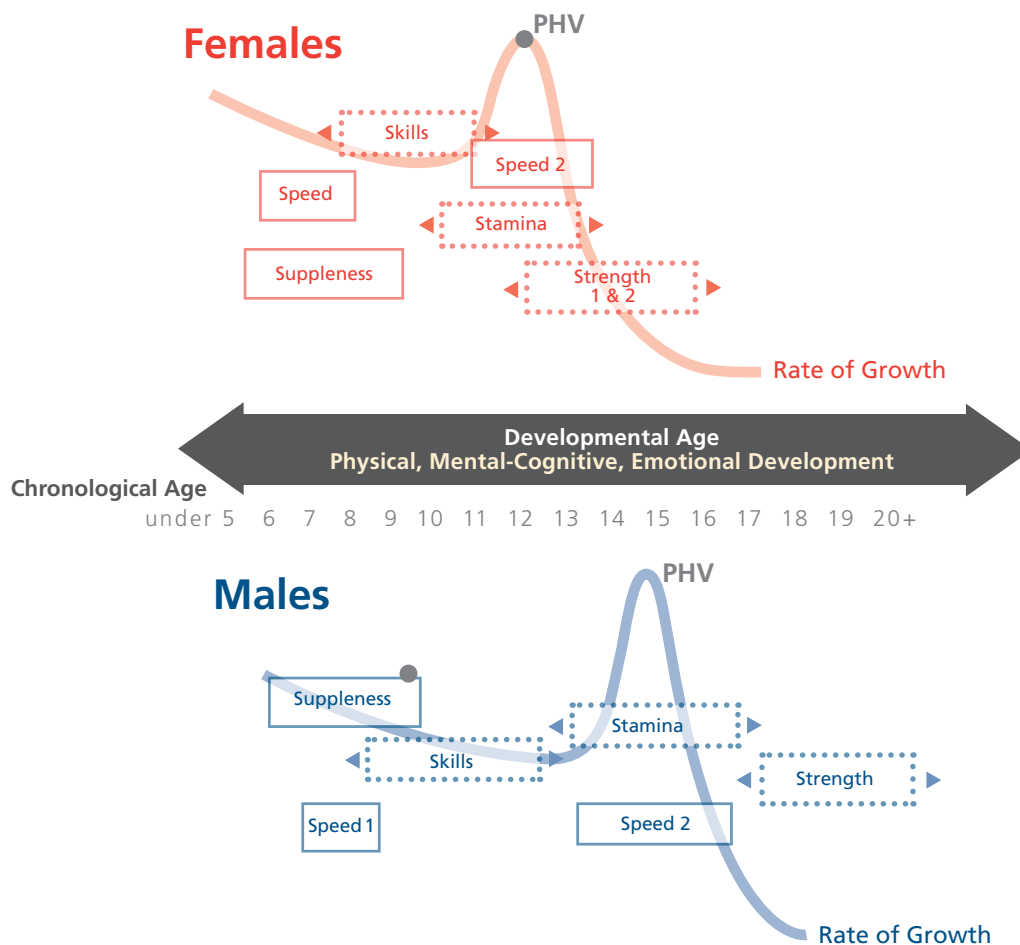 PHV
Females
Skills
Speed 2
Speed
Stamina
Suppleness
Strength
1 & 2
Rate of Growth
Developmental Age
Physical, Mental-Cognitive, Emotional Development
Chronological Age
under 5 6 7 8 9 10 11 12 13 14 15 16 17 18 19 20+
PHV
Males
Suppleness
Stamina
Skills
Strength
Speed 1
Speed 2
Rate of Growth